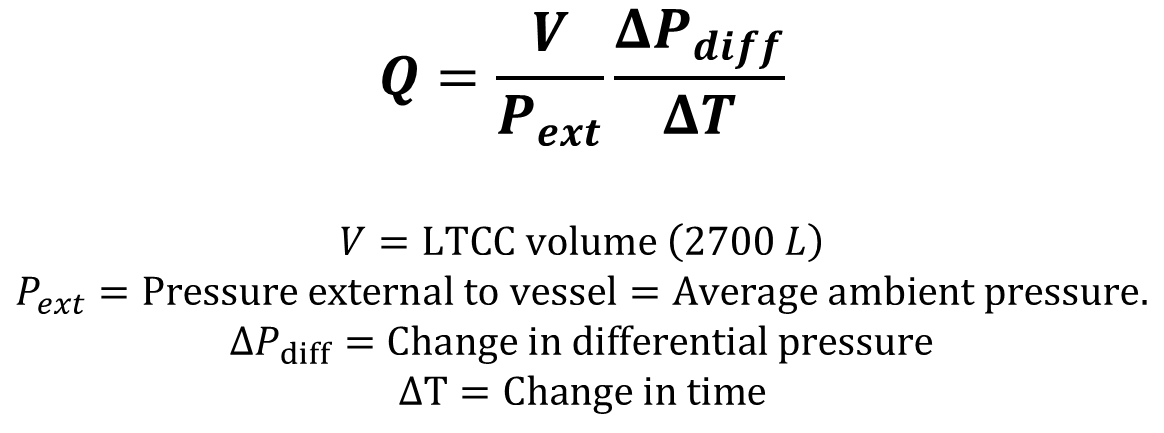 Q = V/P_ext ΔP_diff/ΔT
V = LTCC volume (2700 L)
P_ext = Pressure external to vessel = Average ambient pressure.
ΔP_diff = Change in differential pressure
ΔT = Change in time